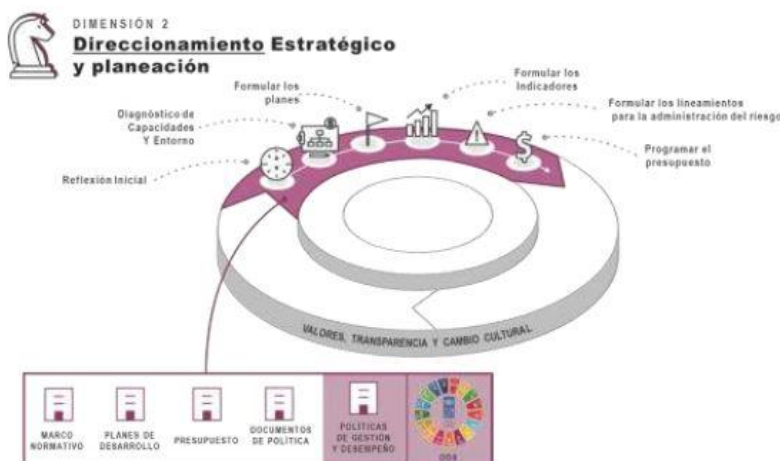 DIMENSIÓN 2
Direccionamiento Estratégico
y planeación
Formular los
Indicadores
Formular los
planes
Formular los lineamientos
para la administración del riesgo
Diagnóstico de
Capacidades
Y Entorno
Programar el
presupuesto
Reflexión Inicial
VALORES, TRANSPARENCIA Y CAMBIO CULTURAL
MARCO
NORMATIVO
PLANES DE
DESARROLLO
PRESUPUESTO
DOCUMENTOS
DE POLÍTICA
POLÍTICAS
DE GESTIÓN
Y DESEMPEÑO
ODS